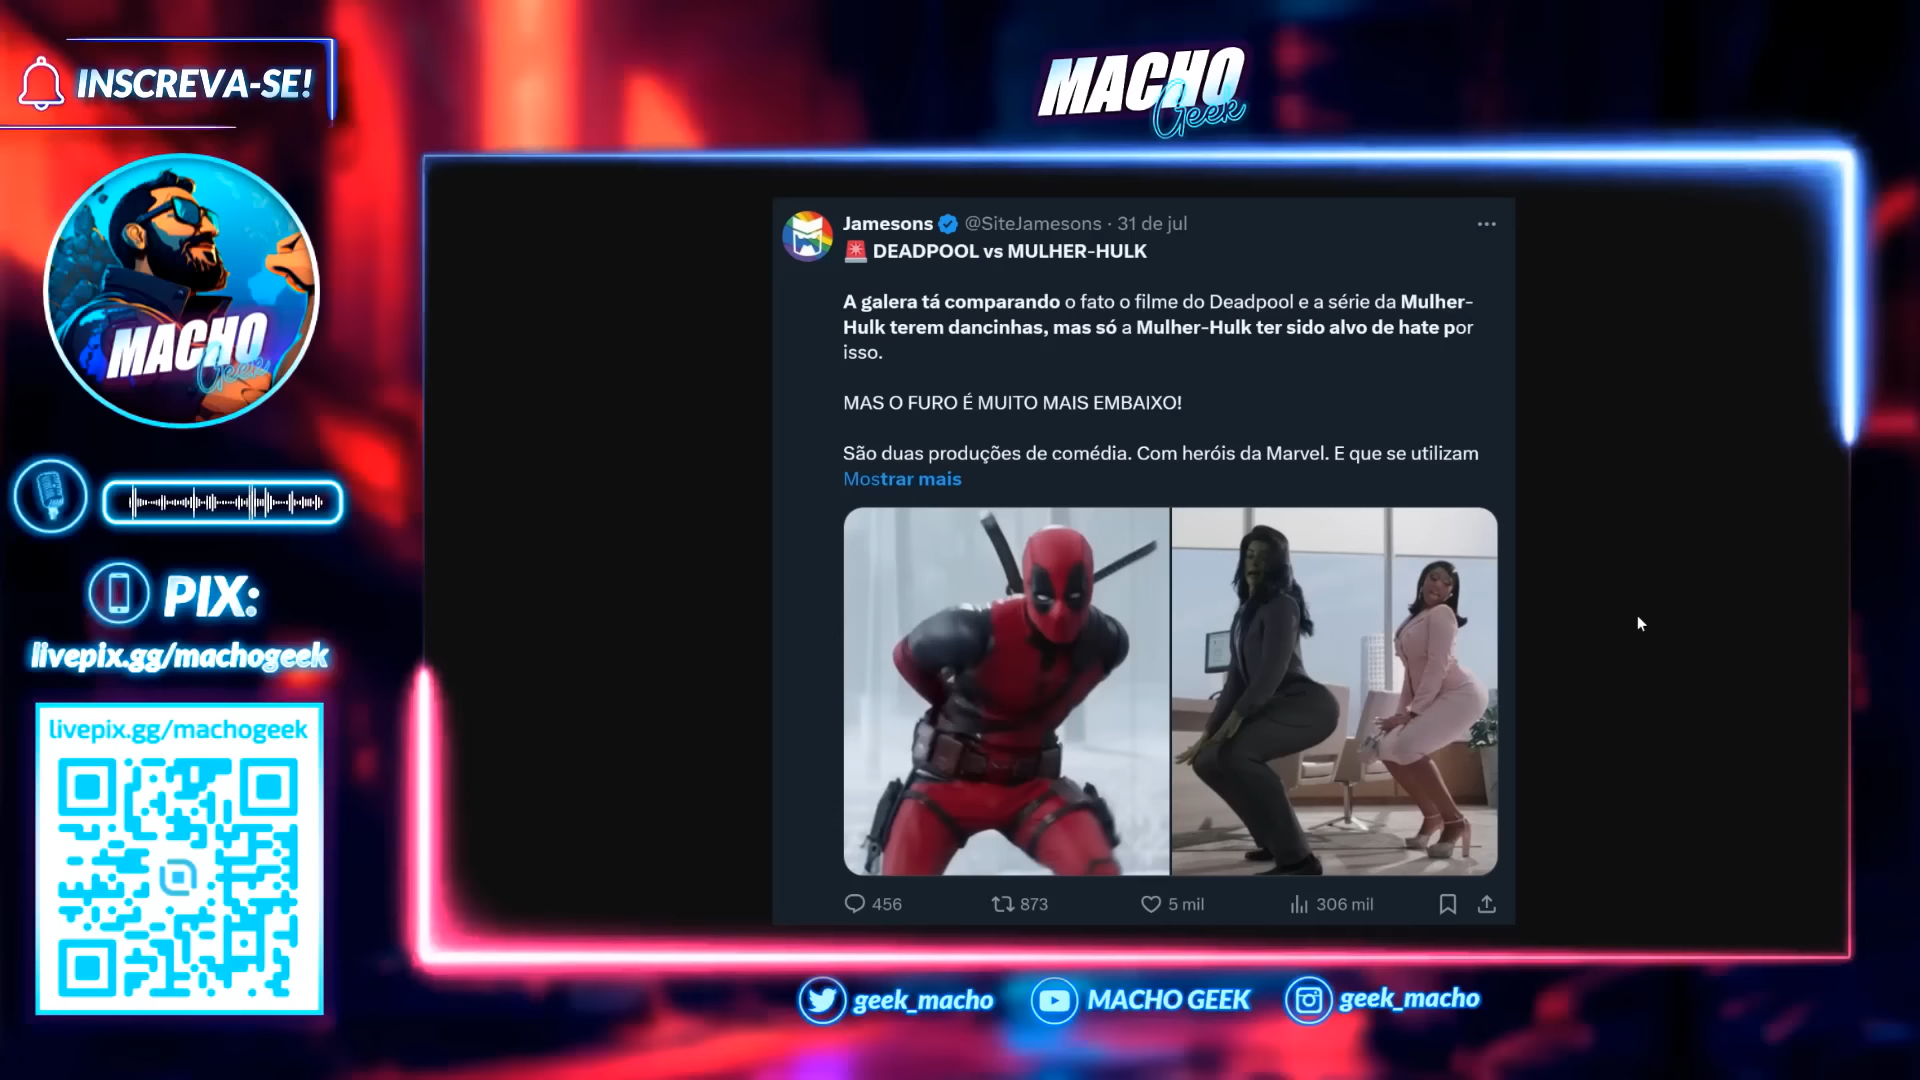 INSCREVA-SE!
MACHO
Geek
MACHO
Geek
PIX:
livepix.gg/machogeek
livepix.gg/machogeek
Jamesons @SiteJamesons · 31 de jul
🚨 DEADPOOL vs MULHER-HULK
A galera tá comparando o fato o filme do Deadpool e a série da Mulher-
Hulk terem dancinhas, mas só a Mulher-Hulk ter sido alvo de hate por
isso.
MAS O FURO É MUITO MAIS EMBAIXO!
São duas produções de comédia. Com heróis da Marvel. E que se utilizam
Mostrar mais
456 873 5 mil 306 mil
geek_macho MACHO GEEK geek_macho